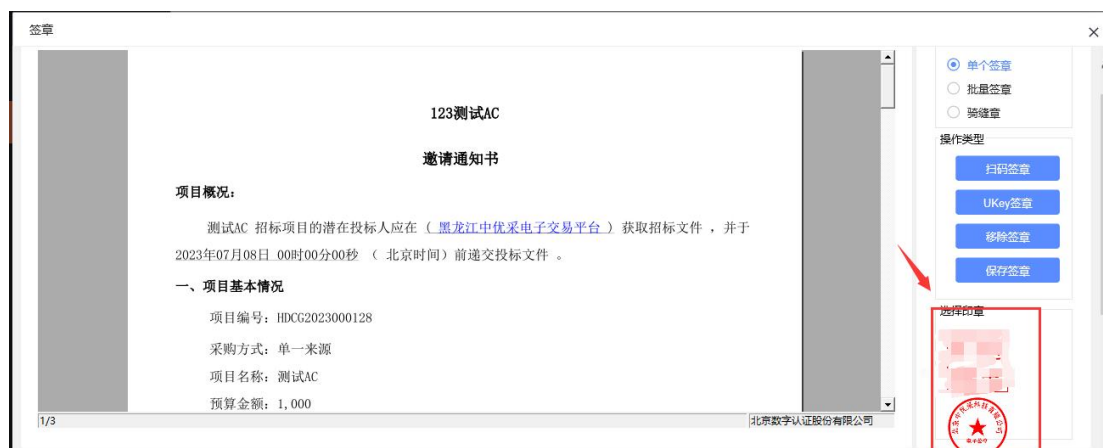 签章
×
123测试AC
邀请通知书
项目概况:
测试AC 招标项目的潜在投标人应在 ( 黑龙江中优采电子交易平台 ) 获取招标文件 ,并于
2023年07月08日 00时00分00秒 ( 北京时间)前递交投标文件 。
一、项目基本情况
项目编号: HDCG2023000128
采购方式: 单一来源
项目名称: 测试AC
预算金额: 1,000
1/3
北京数字认证股份有限公司
单个签章
批量签章
骑缝章
操作类型
扫码签章
UKey签章
移除签章
保存签章
选择印章